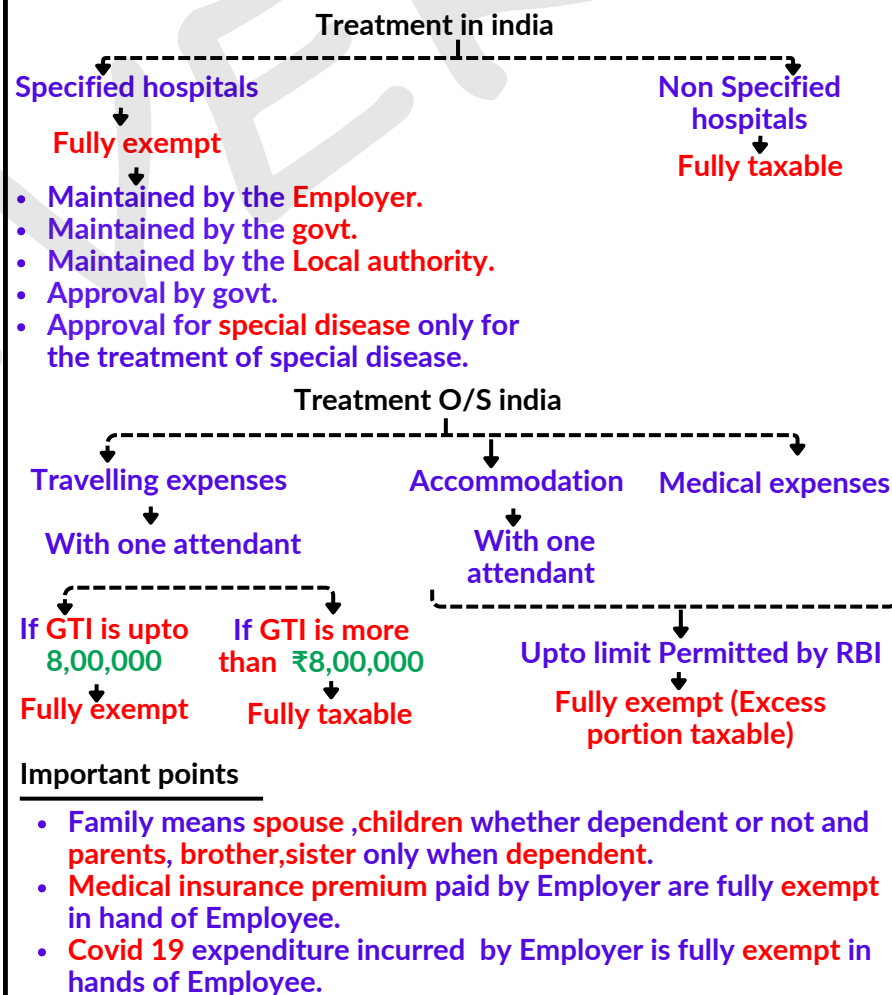 Treatment in india
Specified hospitals
Non Specified
hospitals
Fully exempt
Fully taxable
• Maintained by the Employer.
• Maintained by the govt.
• Maintained by the Local authority.
• Approval by govt.
• Approval for special disease only for
the treatment of special disease.
Treatment O/S india
Travelling expenses
Accommodation
Medical expenses
With one attendant
With one
attendant
If GTI is upto
8,00,000
If GTI is more
than ₹8,00,000
Upto limit Permitted by RBI
Fully exempt
Fully taxable
Fully exempt (Excess
portion taxable)
Important points
• Family means spouse ,children whether dependent or not and
parents, brother,sister only when dependent.
• Medical insurance premium paid by Employer are fully exempt
in hand of Employee.
• Covid 19 expenditure incurred by Employer is fully exempt in
hands of Employee.